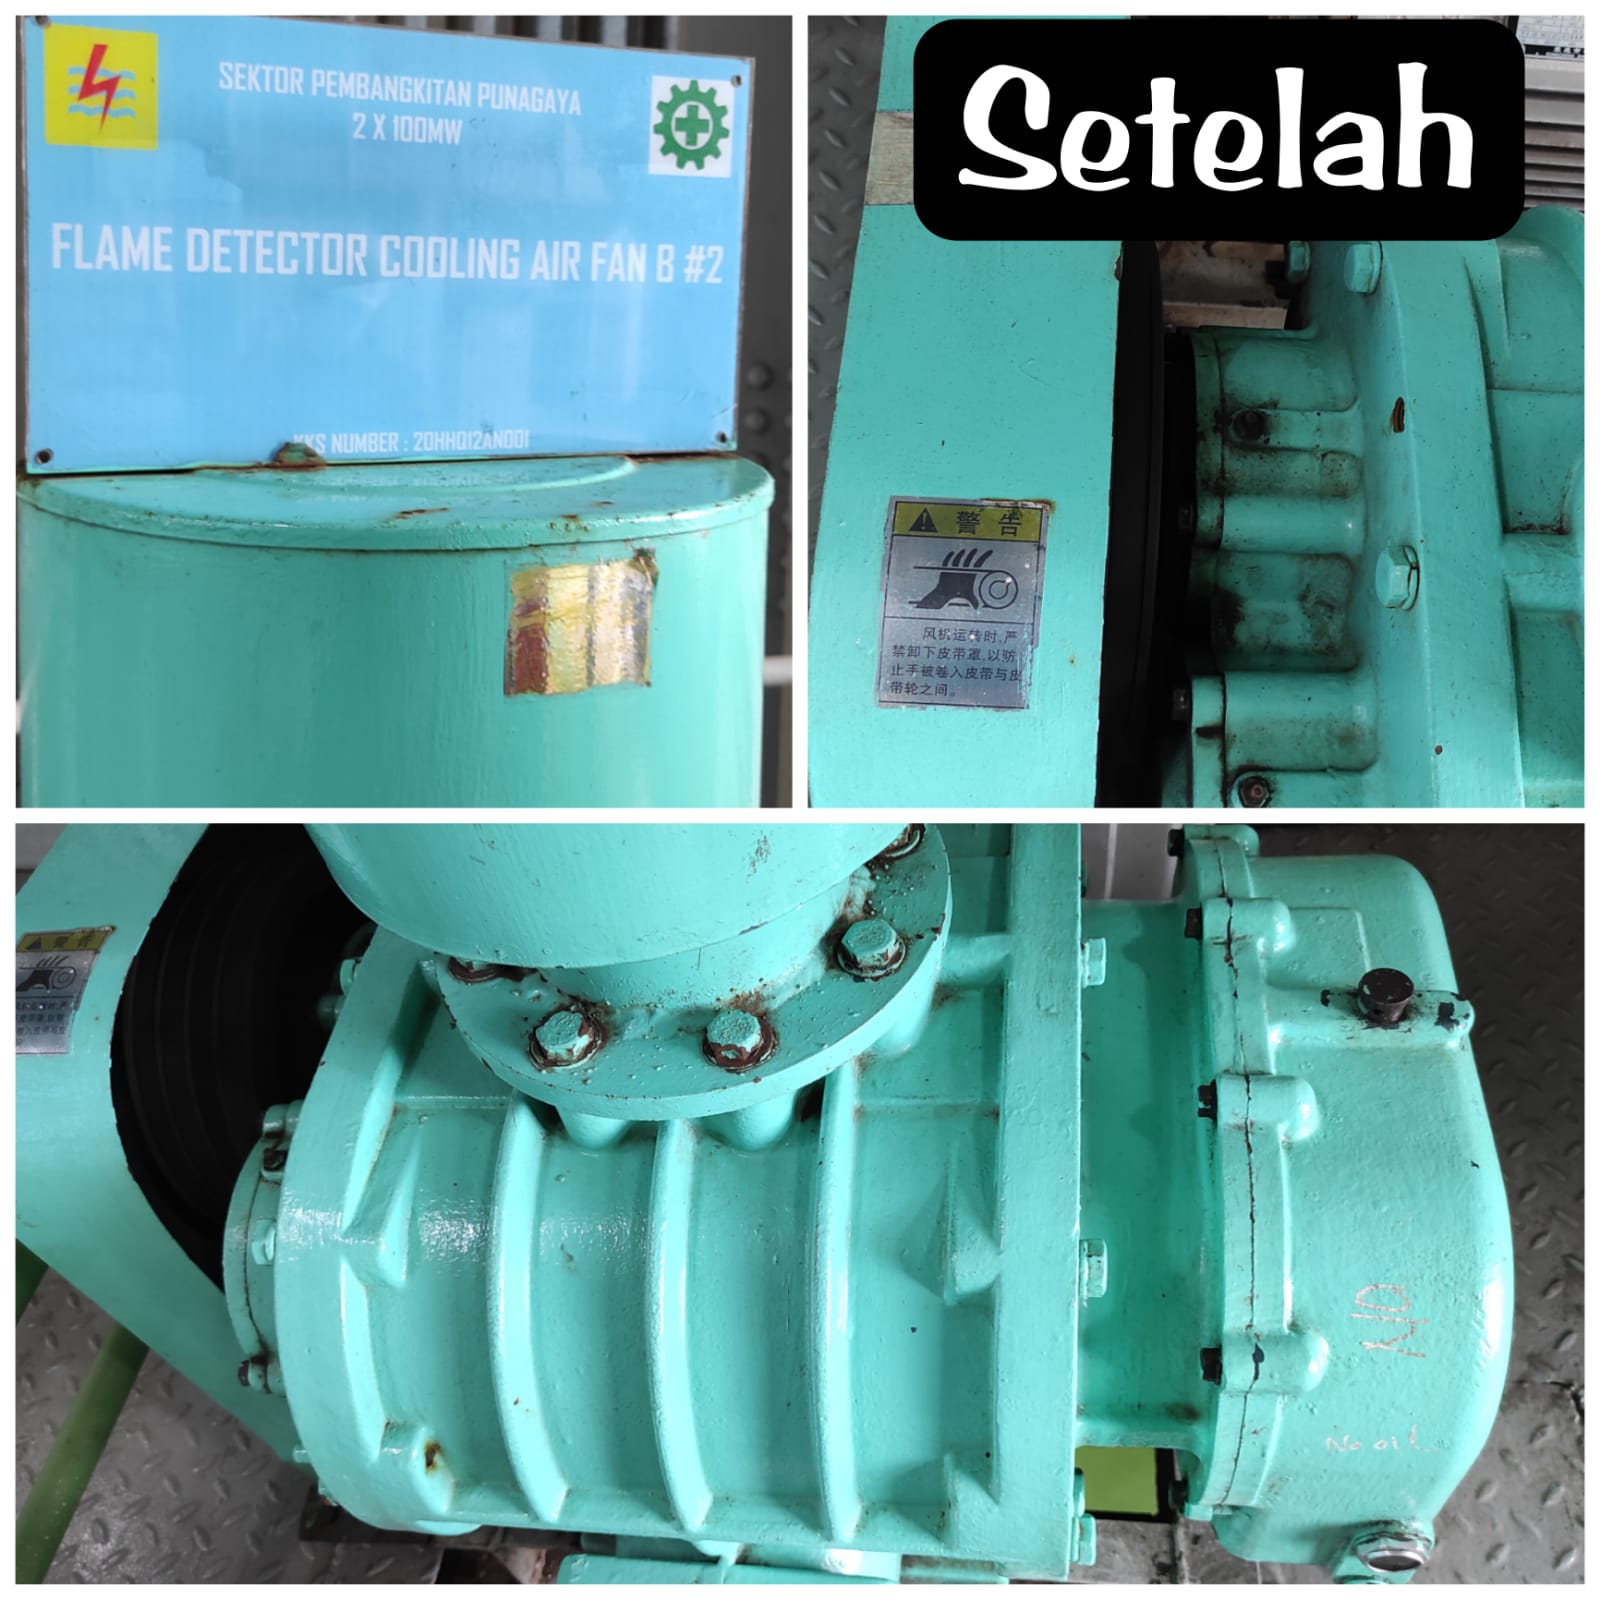 SEKTOR PEMBANGKITAN PUNAGAYA
2 X 100MW
FLAME DETECTOR COOLING AIR FAN B #2
KKS NUMBER : 20HHQ12AN001
Setelah
警告
风机运转时,严
禁卸下皮带罩,以防
止手被卷入皮带与皮
带轮之间。
No oil